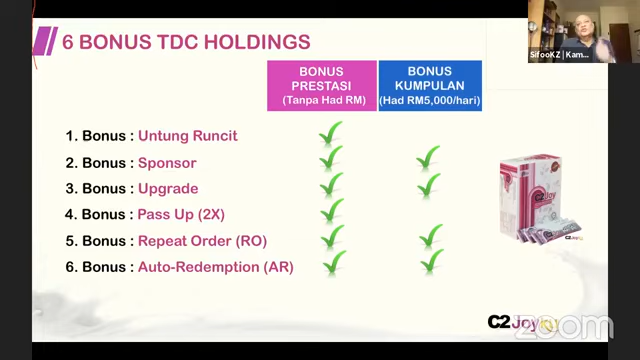 6 BONUS TDC HOLDINGS
BONUS PRESTASI (Tanpa Had RM)
BONUS KUMPULAN (Had RM5,000/hari)
1. Bonus : Untung Runcit
2. Bonus : Sponsor
3. Bonus : Upgrade
4. Bonus : Pass Up (2X)
5. Bonus : Repeat Order (RO)
6. Bonus : Auto-Redemption (AR)
SifooKZ | Kam...
C2Joy
C2Joy
zoom